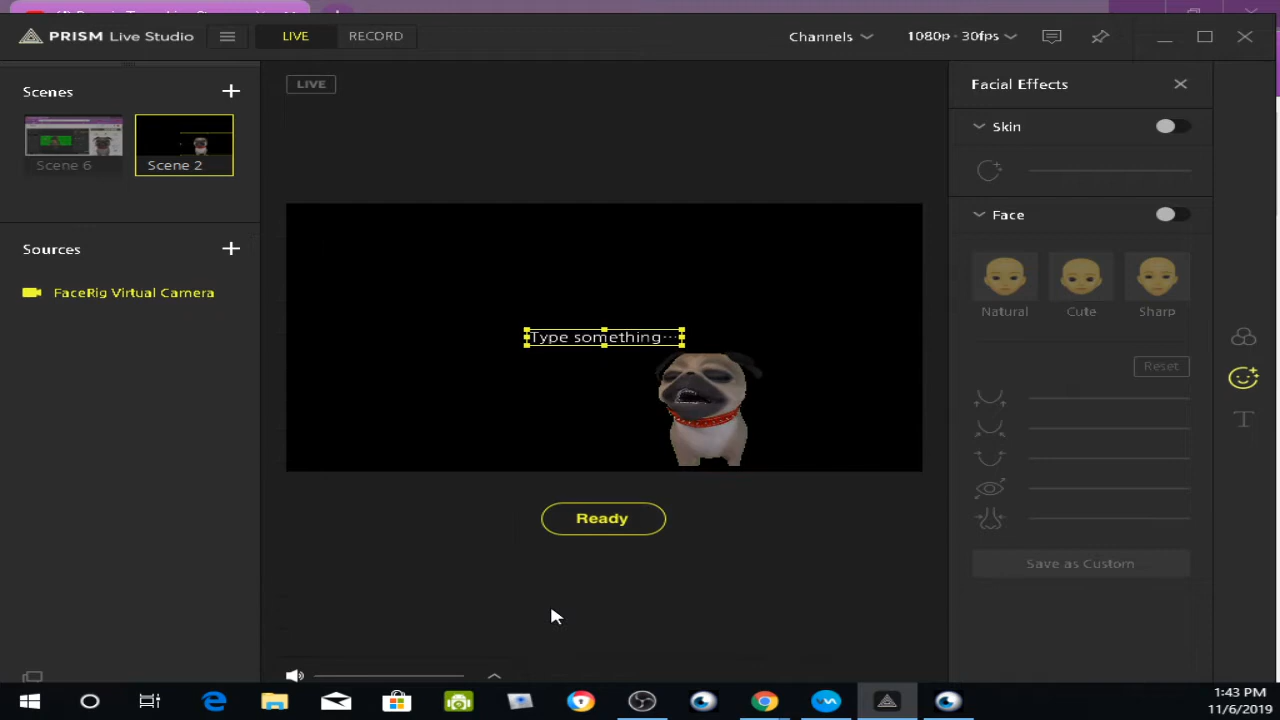 PRISM Live Studio
LIVE
RECORD
Channels
1080p · 30fps
Scenes
Scene 6
Scene 2
Sources
FaceRig Virtual Camera
LIVE
Type something···
Ready
Facial Effects
Skin
Face
Natural
Cute
Sharp
Reset
Save as Custom
T
1:43 PM
11/6/2019